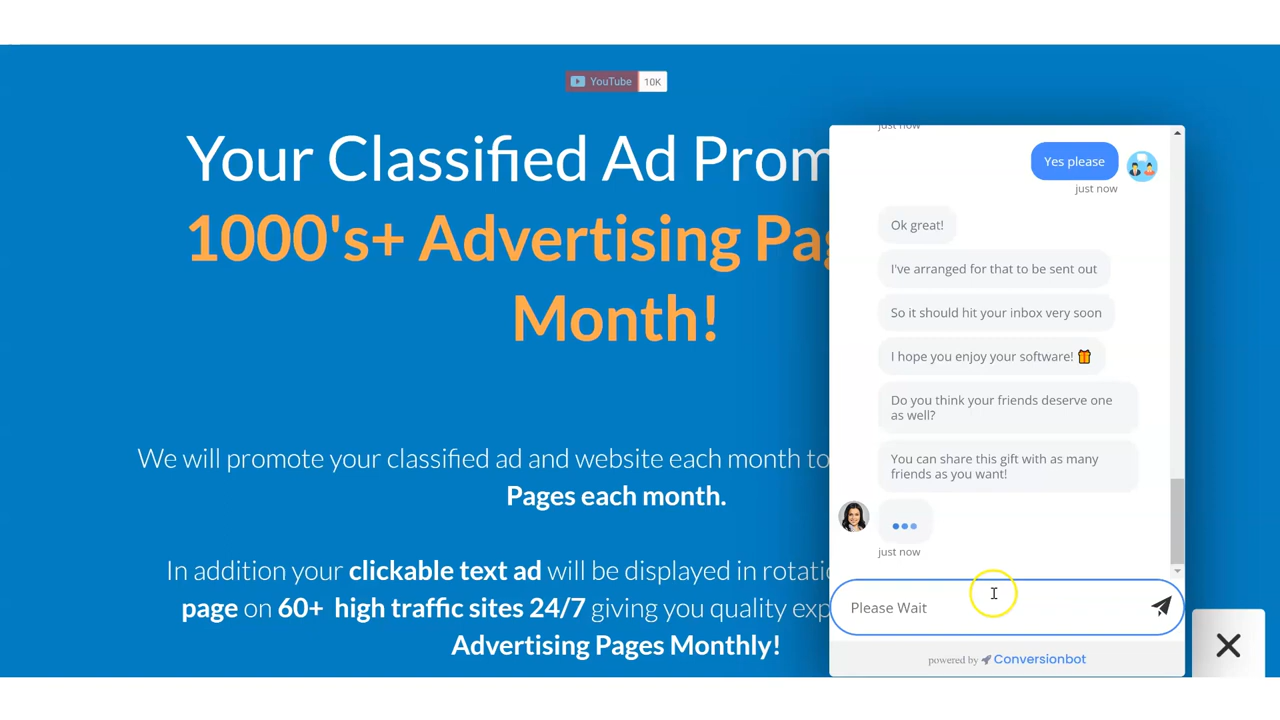 YouTube 10K
Your Classified Ad Prom
1000's+ Advertising Pag
Month!
We will promote your classified ad and website each month to
Pages each month.
In addition your clickable text ad will be displayed in rotati
page on 60+ high traffic sites 24/7 giving you quality exp
Advertising Pages Monthly!
just now
Yes please
just now
Ok great!
I've arranged for that to be sent out
So it should hit your inbox very soon
I hope you enjoy your software! 🎁
Do you think your friends deserve one
as well?
You can share this gift with as many
friends as you want!
just now
Please Wait
powered by Conversionbot